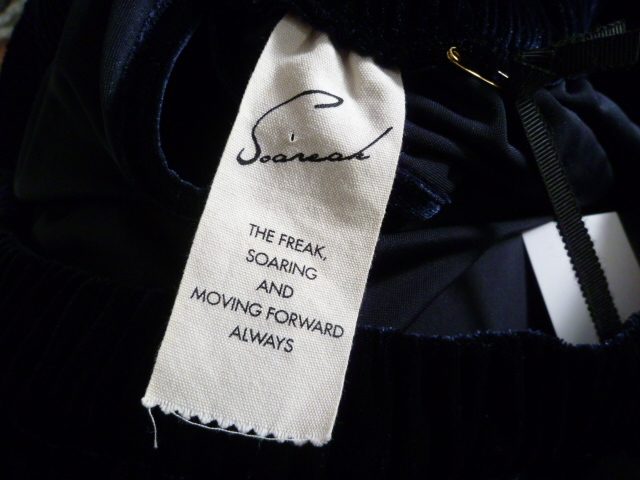 Soareak
THE FREAK,
SOARING
AND
MOVING FORWARD
ALWAYS